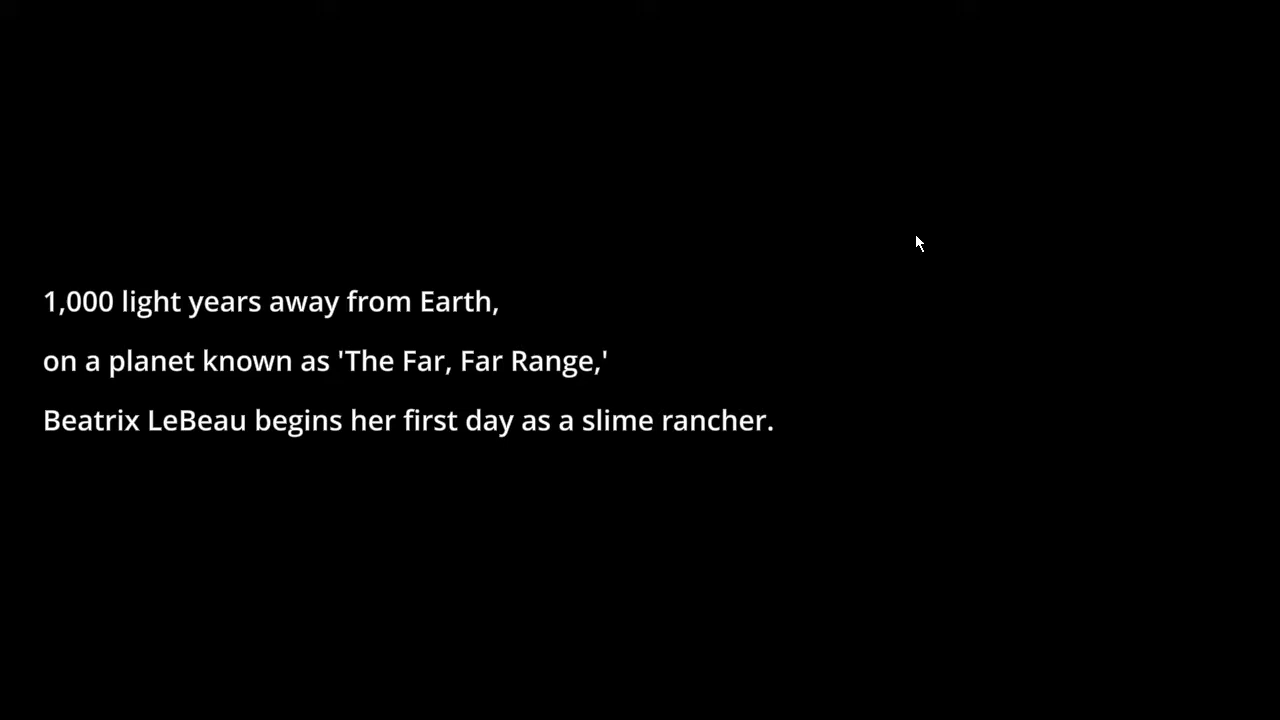 1,000 light years away from Earth,
on a planet known as 'The Far, Far Range,'
Beatrix LeBeau begins her first day as a slime rancher.